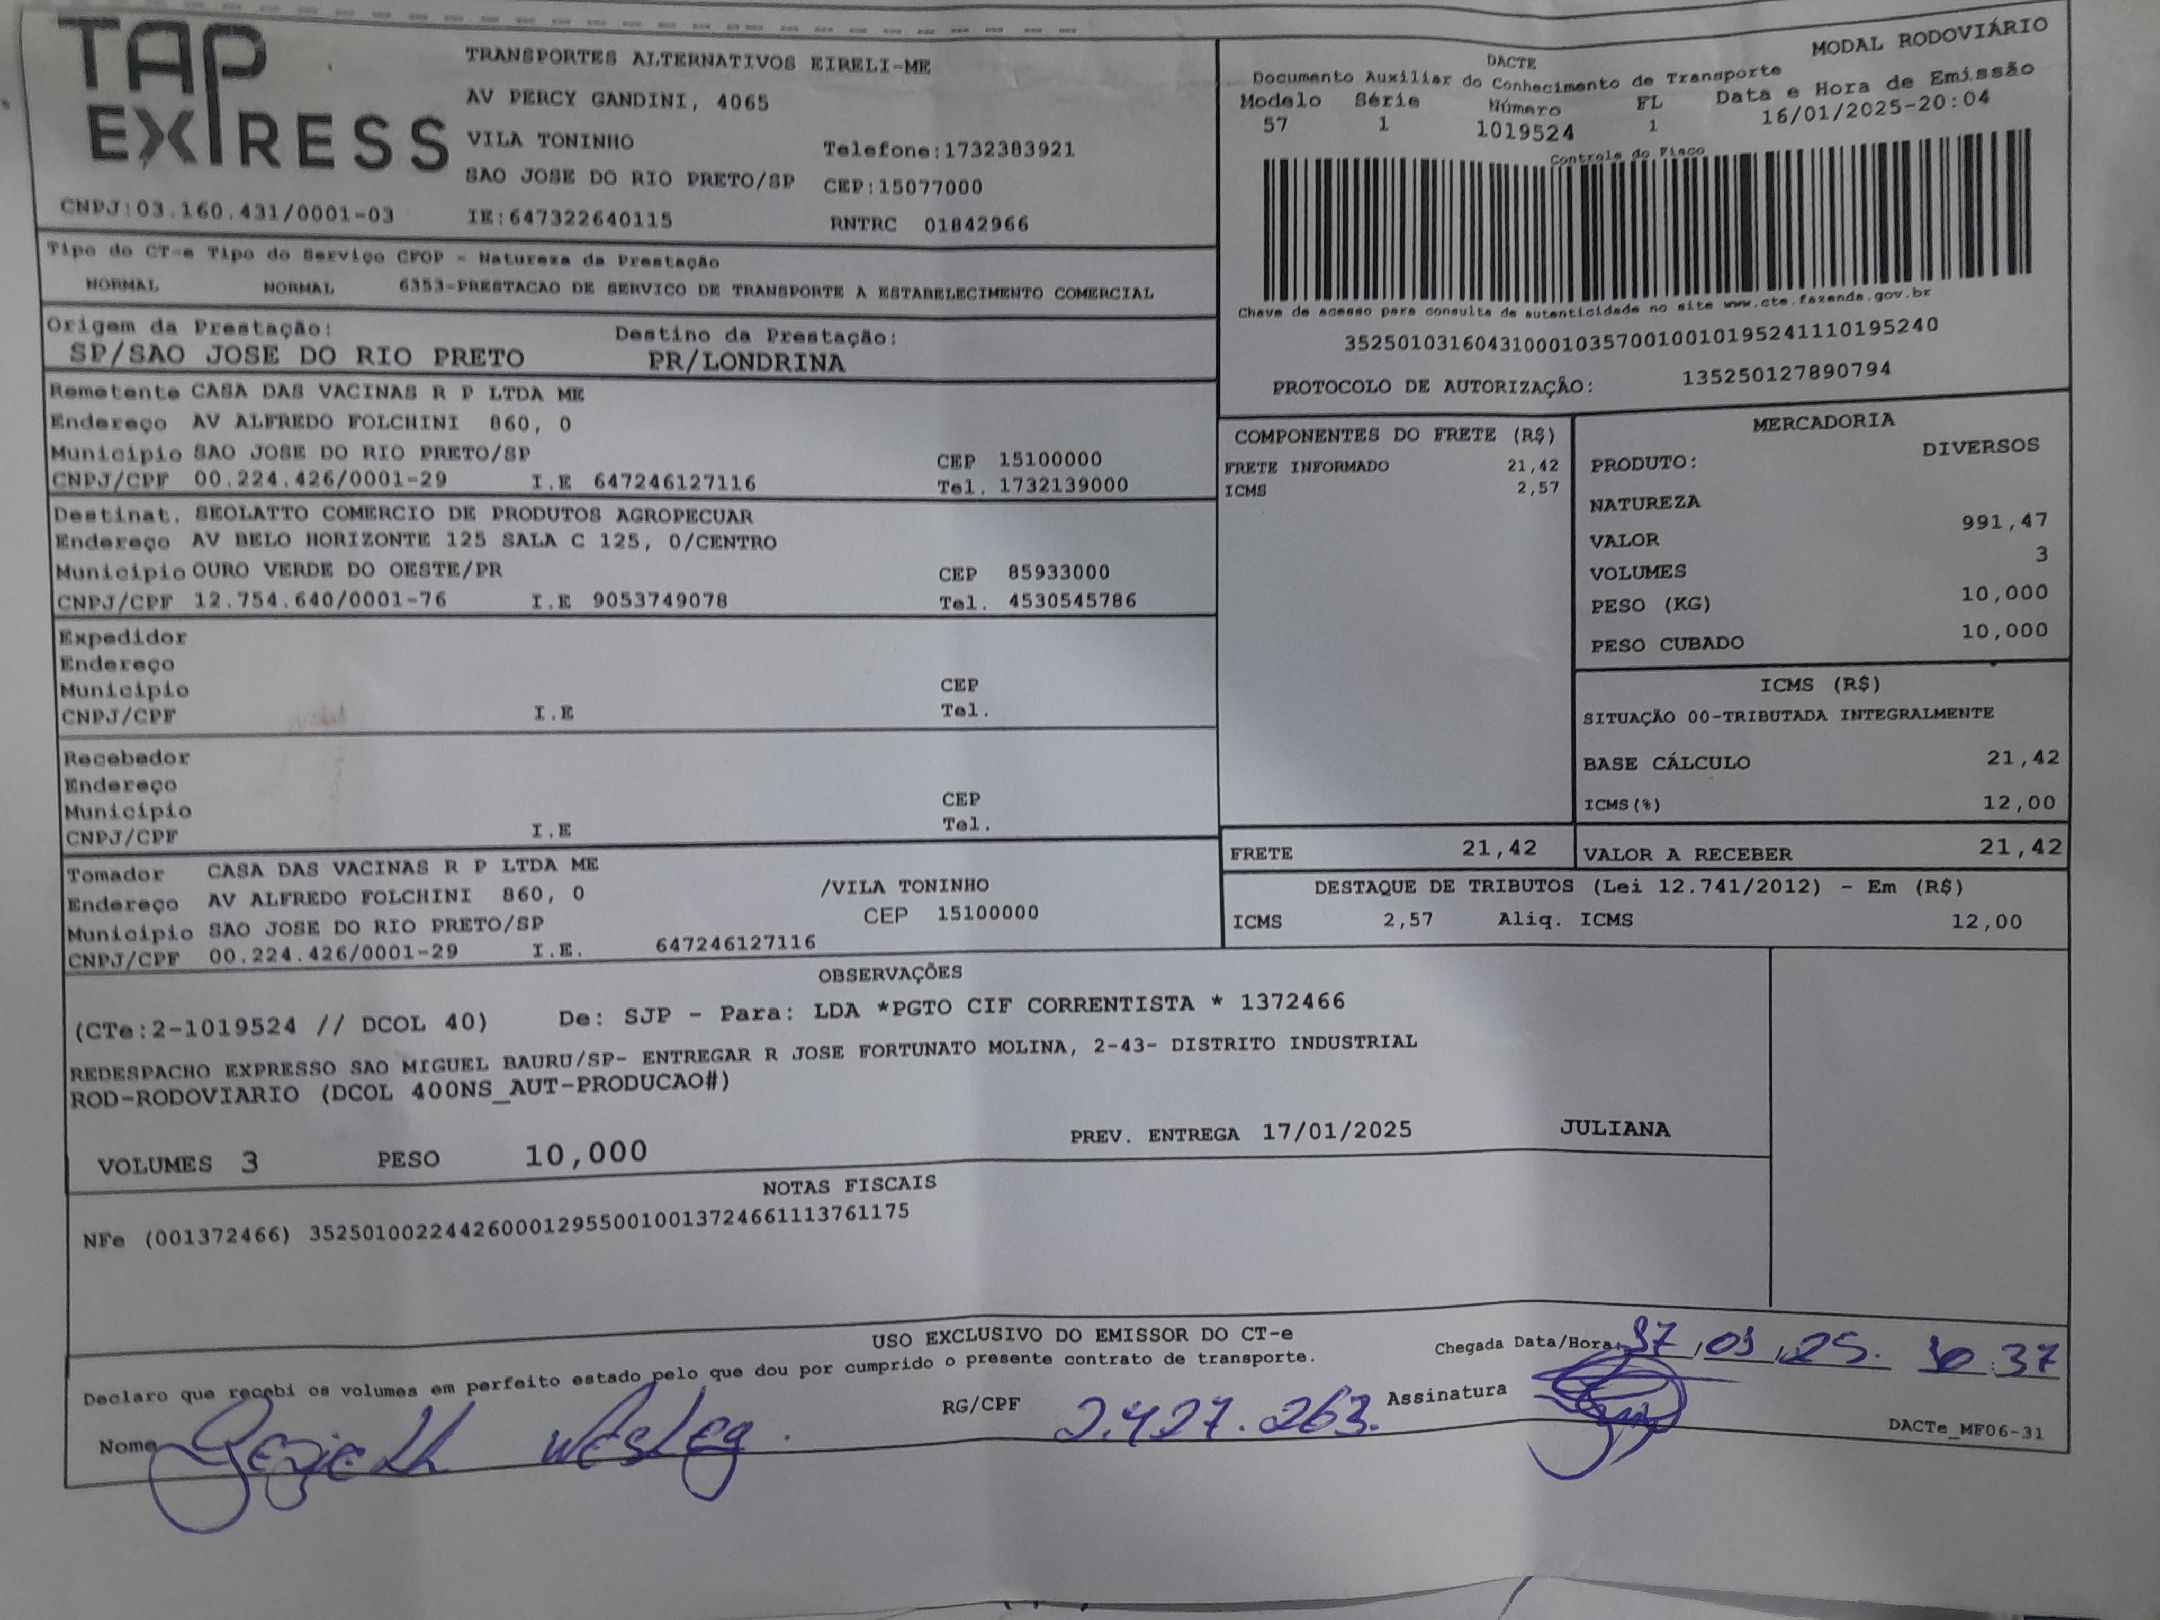 TAP EXPRESS
TRANSPORTES ALTERNATIVOS EIRELI-ME
AV PERCY GANDINI, 4065
VILA TONINHO Telefone:1732383921
SAO JOSE DO RIO PRETO/SP CEP:15077000
CNPJ:03.160.431/0001-03 IE:647322640115 RNTRC 01842966
DACTE MODAL RODOVIÁRIO
Documento Auxiliar do Conhecimento de Transporte
Modelo Série Número FL Data e Hora de Emissão
57 1 1019524 1 16/01/2025-20:04
Controle do Fisco
Chave de acesso para consulta de autenticidade no site www.cte.fazenda.gov.br
35250103160431000103570010010195241110195240
PROTOCOLO DE AUTORIZAÇÃO: 135250127890794
Tipo do CT-e Tipo do Serviço CFOP - Natureza da Prestação
NORMAL NORMAL 6353-PRESTACAO DE SERVICO DE TRANSPORTE A ESTABELECIMENTO COMERCIAL
Origem da Prestação: Destino da Prestação:
SP/SAO JOSE DO RIO PRETO PR/LONDRINA
Remetente CASA DAS VACINAS R P LTDA ME
Endereço AV ALFREDO FOLCHINI 860, 0
Município SAO JOSE DO RIO PRETO/SP CEP 15100000
CNPJ/CPF 00.224.426/0001-29 I.E 647246127116 Tel. 1732139000
Destinat. SEOLATTO COMERCIO DE PRODUTOS AGROPECUAR
Endereço AV BELO HORIZONTE 125 SALA C 125, 0/CENTRO
Município OURO VERDE DO OESTE/PR CEP 85933000
CNPJ/CPF 12.754.640/0001-76 I.E 9053749078 Tel. 4530545786
Expedidor
Endereço
Município CEP
CNPJ/CPF I.E Tel.
Recebedor
Endereço
Município CEP
CNPJ/CPF I.E Tel.
Tomador CASA DAS VACINAS R P LTDA ME
Endereço AV ALFREDO FOLCHINI 860, 0 /VILA TONINHO
Município SAO JOSE DO RIO PRETO/SP CEP 15100000
CNPJ/CPF 00.224.426/0001-29 I.E. 647246127116
COMPONENTES DO FRETE (R$)
FRETE INFORMADO 21,42
ICMS 2,57
MERCADORIA
PRODUTO: DIVERSOS
NATUREZA
VALOR 991,47
VOLUMES 3
PESO (KG) 10,000
PESO CUBADO 10,000
ICMS (R$)
SITUAÇÃO 00-TRIBUTADA INTEGRALMENTE
BASE CÁLCULO 21,42
ICMS(%) 12,00
FRETE 21,42 VALOR A RECEBER 21,42
DESTAQUE DE TRIBUTOS (Lei 12.741/2012) - Em (R$)
ICMS 2,57 Aliq. ICMS 12,00
OBSERVAÇÕES
(CTe:2-1019524 // DCOL 40) De: SJP - Para: LDA *PGTO CIF CORRENTISTA * 1372466
REDESPACHO EXPRESSO SAO MIGUEL BAURU/SP- ENTREGAR R JOSE FORTUNATO MOLINA, 2-43- DISTRITO INDUSTRIAL
ROD-RODOVIARIO (DCOL 400NS_AUT-PRODUCAO#)
VOLUMES 3 PESO 10,000 PREV. ENTREGA 17/01/2025 JULIANA
NOTAS FISCAIS
NFe (001372466) 35250100224426000129550010013724661113761175
USO EXCLUSIVO DO EMISSOR DO CT-e
Declaro que recebi os volumes em perfeito estado pelo que dou por cumprido o presente contrato de transporte.
Chegada Data/Hora: 17,01,25. 10:37
Nome Wesley. RG/CPF 2.427.263. Assinatura
DACTe_MF06-31